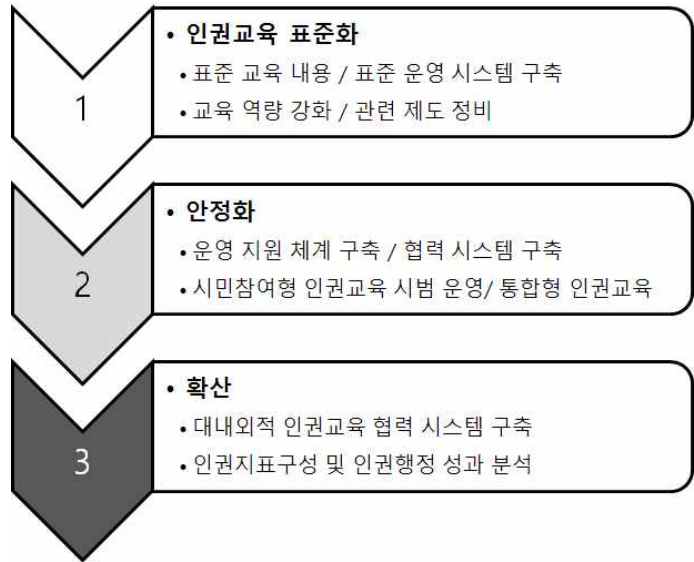 1
• 인권교육 표준화
• 표준 교육 내용 / 표준 운영 시스템 구축
• 교육 역량 강화 / 관련 제도 정비
2
• 안정화
• 운영 지원 체계 구축 / 협력 시스템 구축
• 시민참여형 인권교육 시범 운영/ 통합형 인권교육
3
• 확산
• 대내외적 인권교육 협력 시스템 구축
• 인권지표구성 및 인권행정 성과 분석